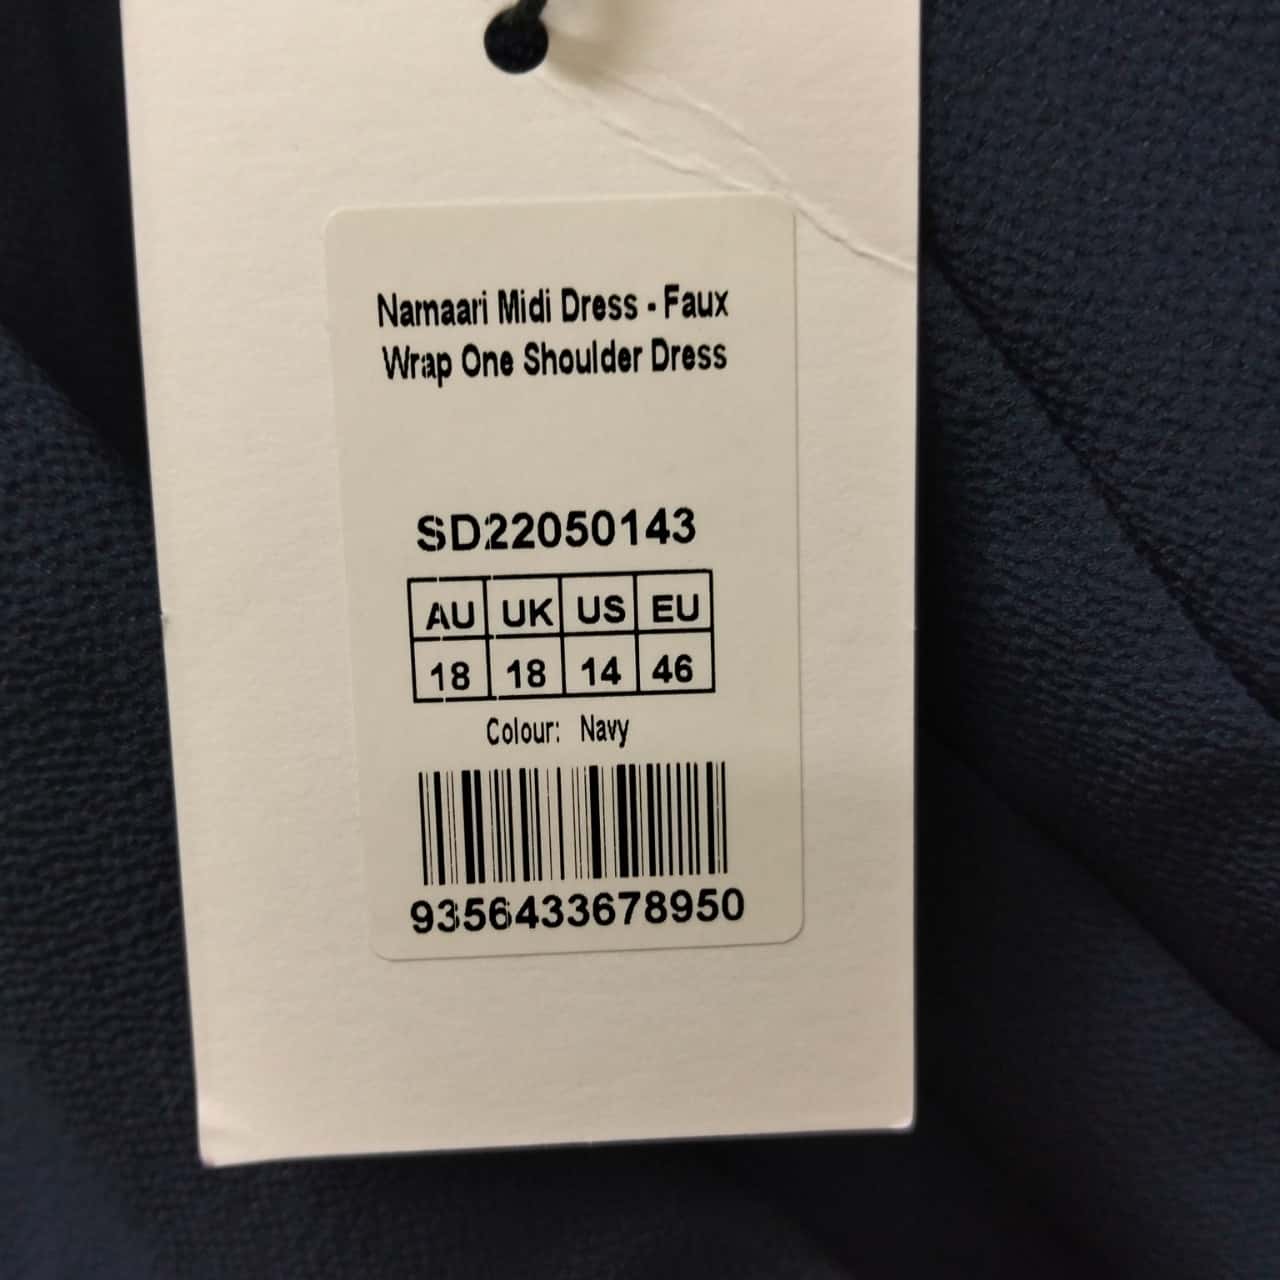 Namaari Midi Dress - Faux
Wrap One Shoulder Dress
SD22050143
AU UK US EU
18 18 14 46
Colour: Navy
9356433678950